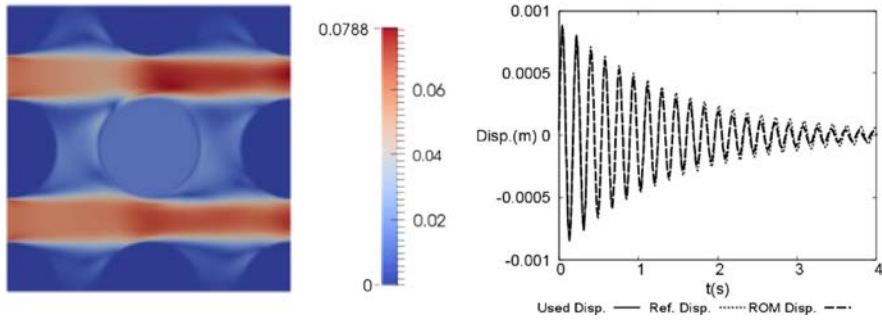 0.0788
0.06
0.04
0.02
0
0.001
0.0005
Disp.(m) 0
-0.0005
-0.001
0 1 2 3 4
t(s)
Used Disp. Ref. Disp. ROM Disp.